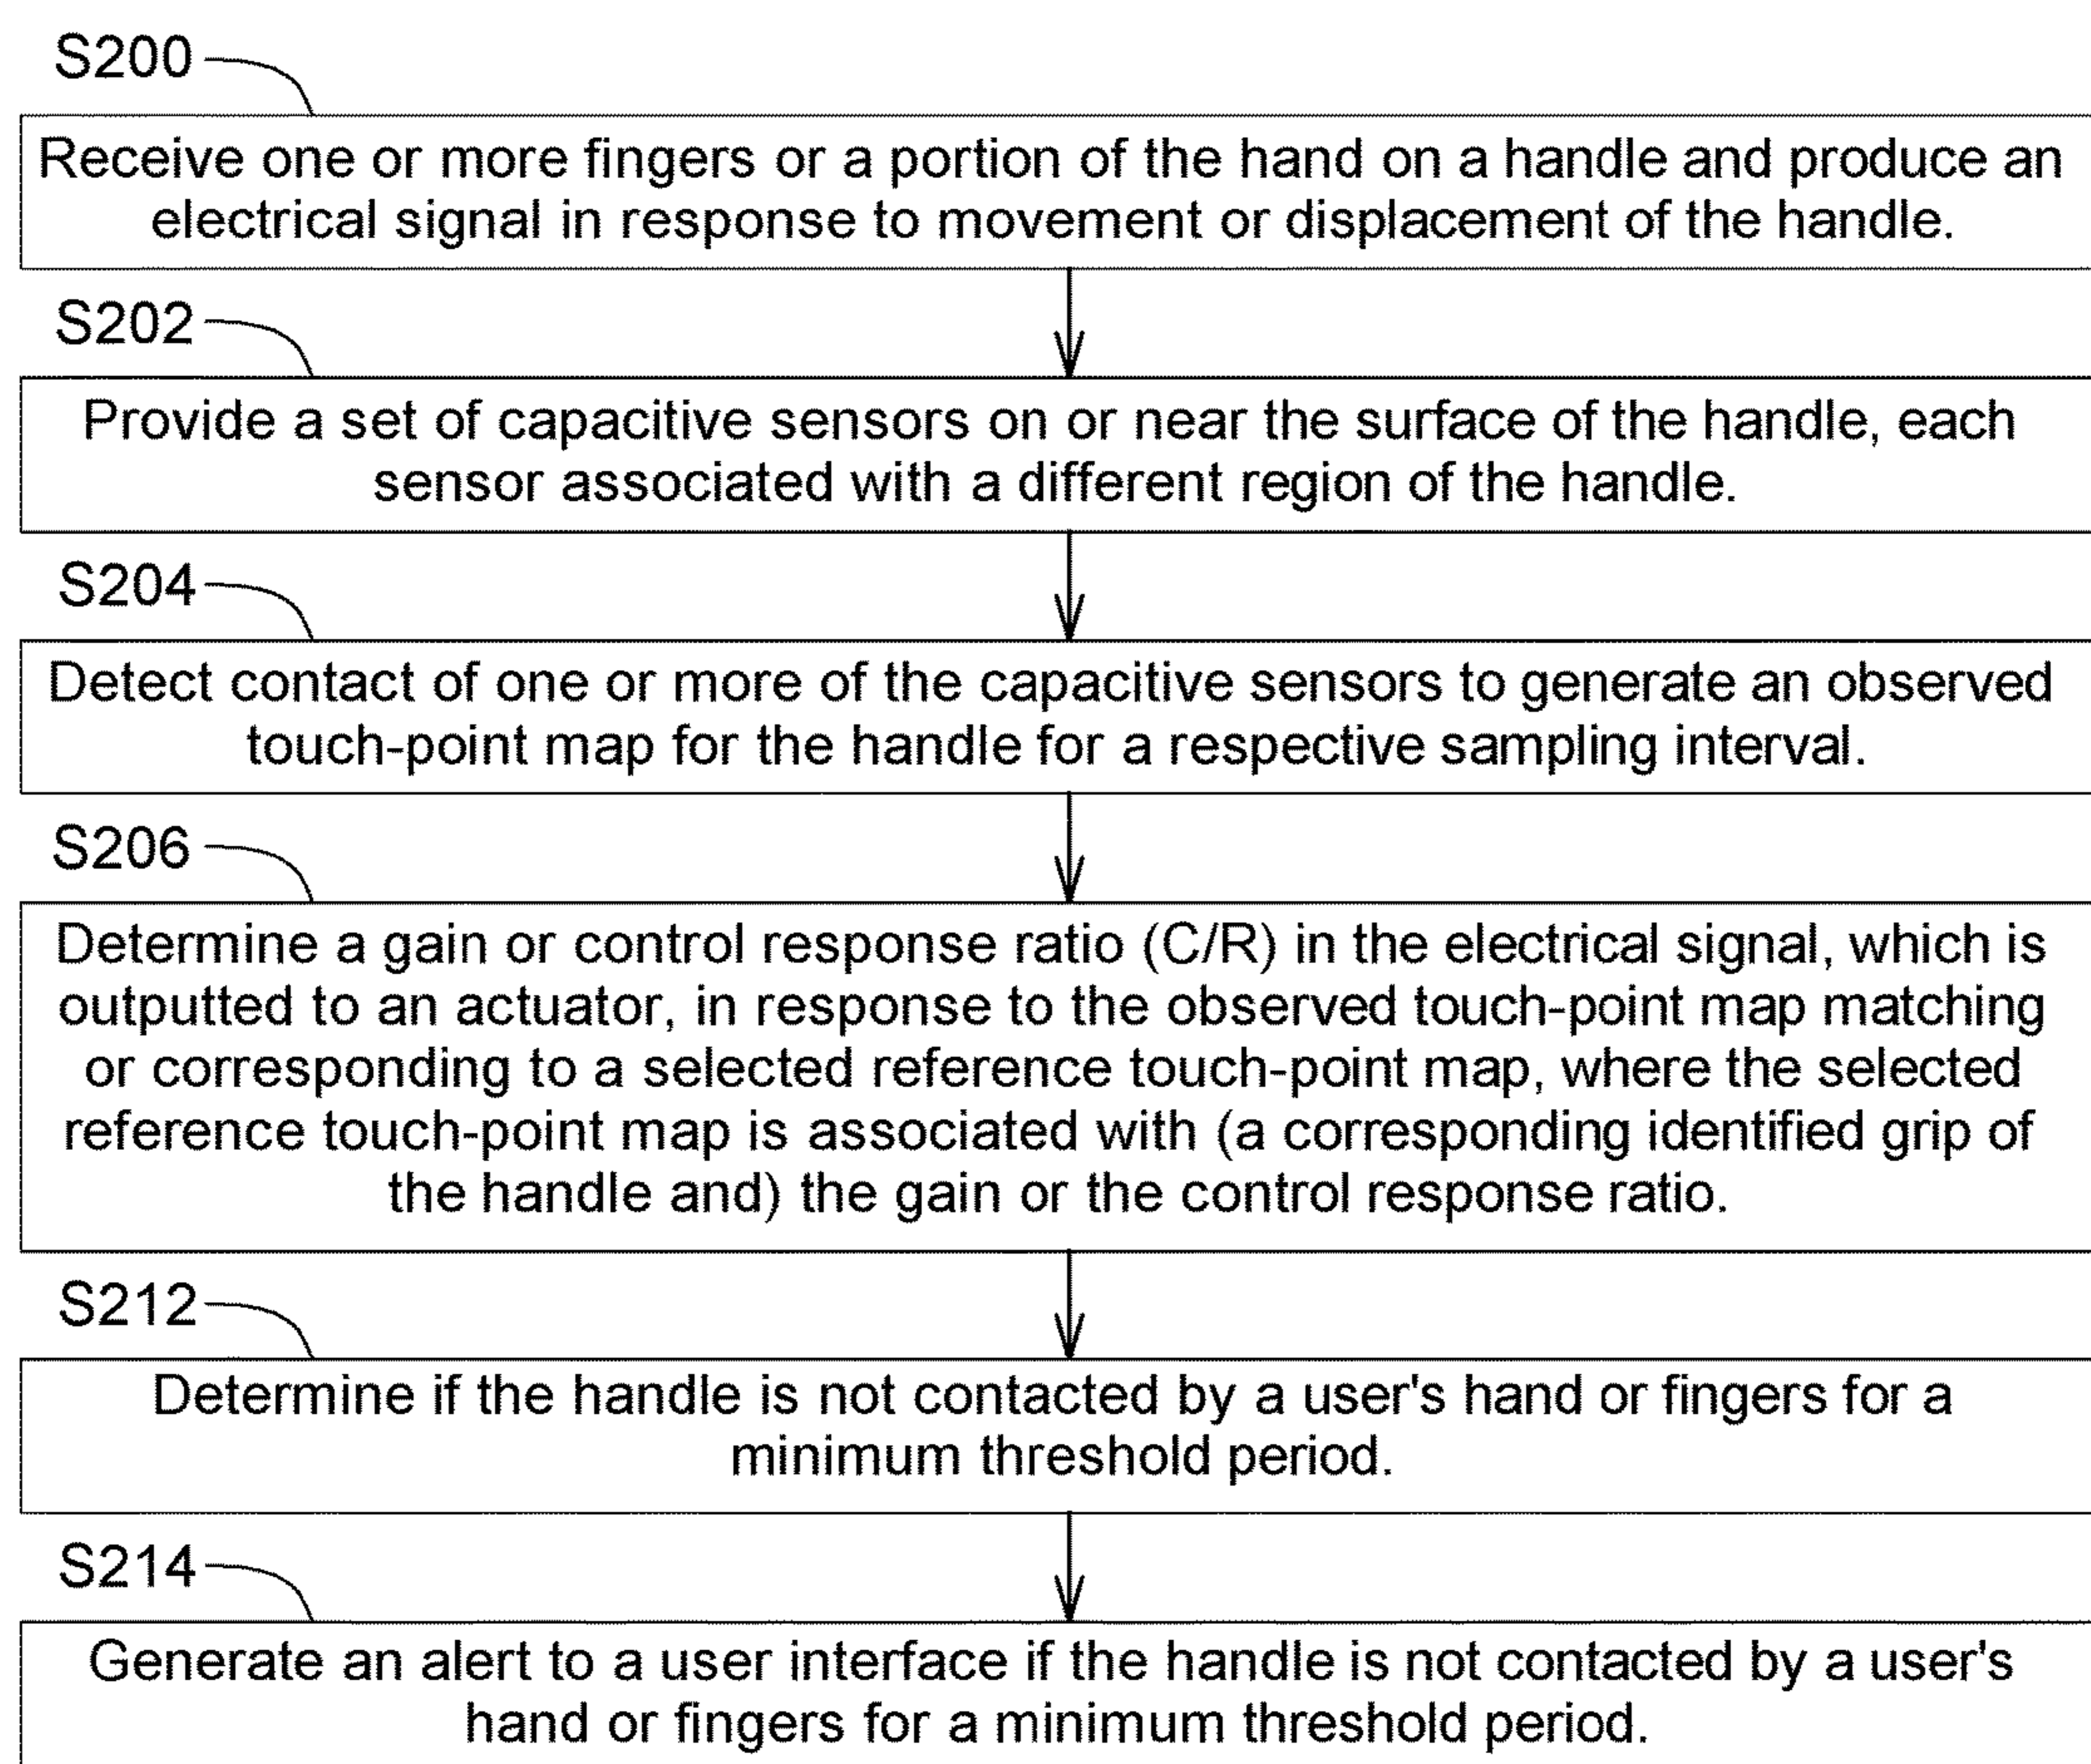 S200
Receive one or more fingers or a portion of the hand on a handle and produce an
electrical signal in response to movement or displacement of the handle.
S202
Provide a set of capacitive sensors on or near the surface of the handle, each
sensor associated with a different region of the handle.
S204
Detect contact of one or more of the capacitive sensors to generate an observed
touch-point map for the handle for a respective sampling interval.
S206
Determine a gain or control response ratio (C/R) in the electrical signal, which is
outputted to an actuator, in response to the observed touch-point map matching
or corresponding to a selected reference touch-point map, where the selected
reference touch-point map is associated with (a corresponding identified grip of
the handle and) the gain or the control response ratio.
S212
Determine if the handle is not contacted by a user's hand or fingers for a
minimum threshold period.
S214
Generate an alert to a user interface if the handle is not contacted by a user's
hand or fingers for a minimum threshold period.